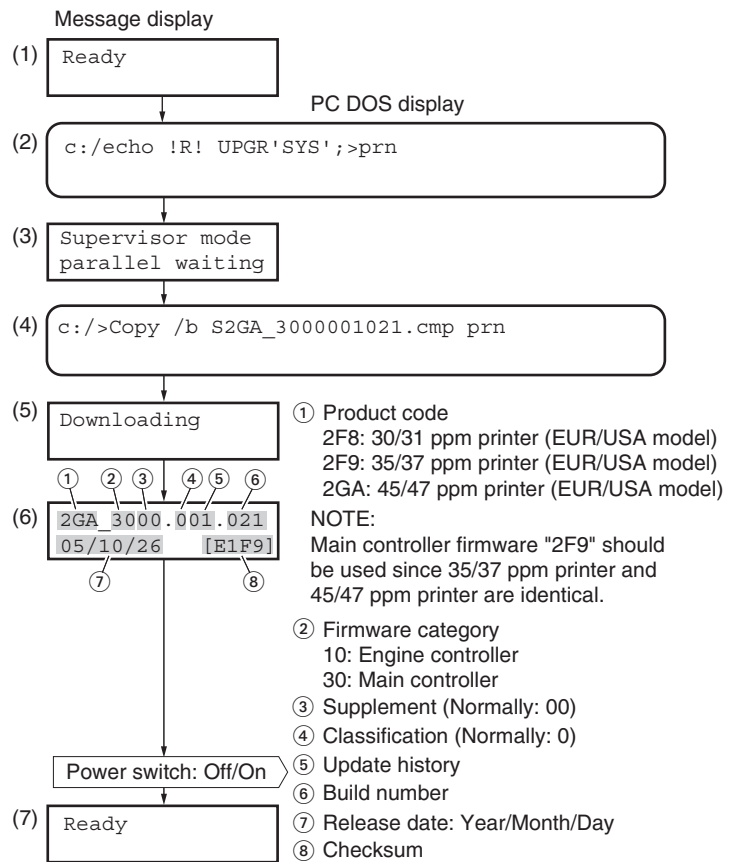 Message display
(1) Ready
PC DOS display
(2) c:/echo !R! UPGR'SYS';>prn
(3) Supervisor mode
parallel waiting
(4) c:/>Copy /b S2GA_3000001021.cmp prn
(5) Downloading
① ② ③ ④ ⑤ ⑥
(6) 2GA_3000.001.021
05/10/26 [E1F9]
⑦ ⑧
① Product code
2F8: 30/31 ppm printer (EUR/USA model)
2F9: 35/37 ppm printer (EUR/USA model)
2GA: 45/47 ppm printer (EUR/USA model)
NOTE:
Main controller firmware "2F9" should
be used since 35/37 ppm printer and
45/47 ppm printer are identical.
② Firmware category
10: Engine controller
30: Main controller
③ Supplement (Normally: 00)
④ Classification (Normally: 0)
⑤ Update history
⑥ Build number
⑦ Release date: Year/Month/Day
⑧ Checksum
Power switch: Off/On
(7) Ready